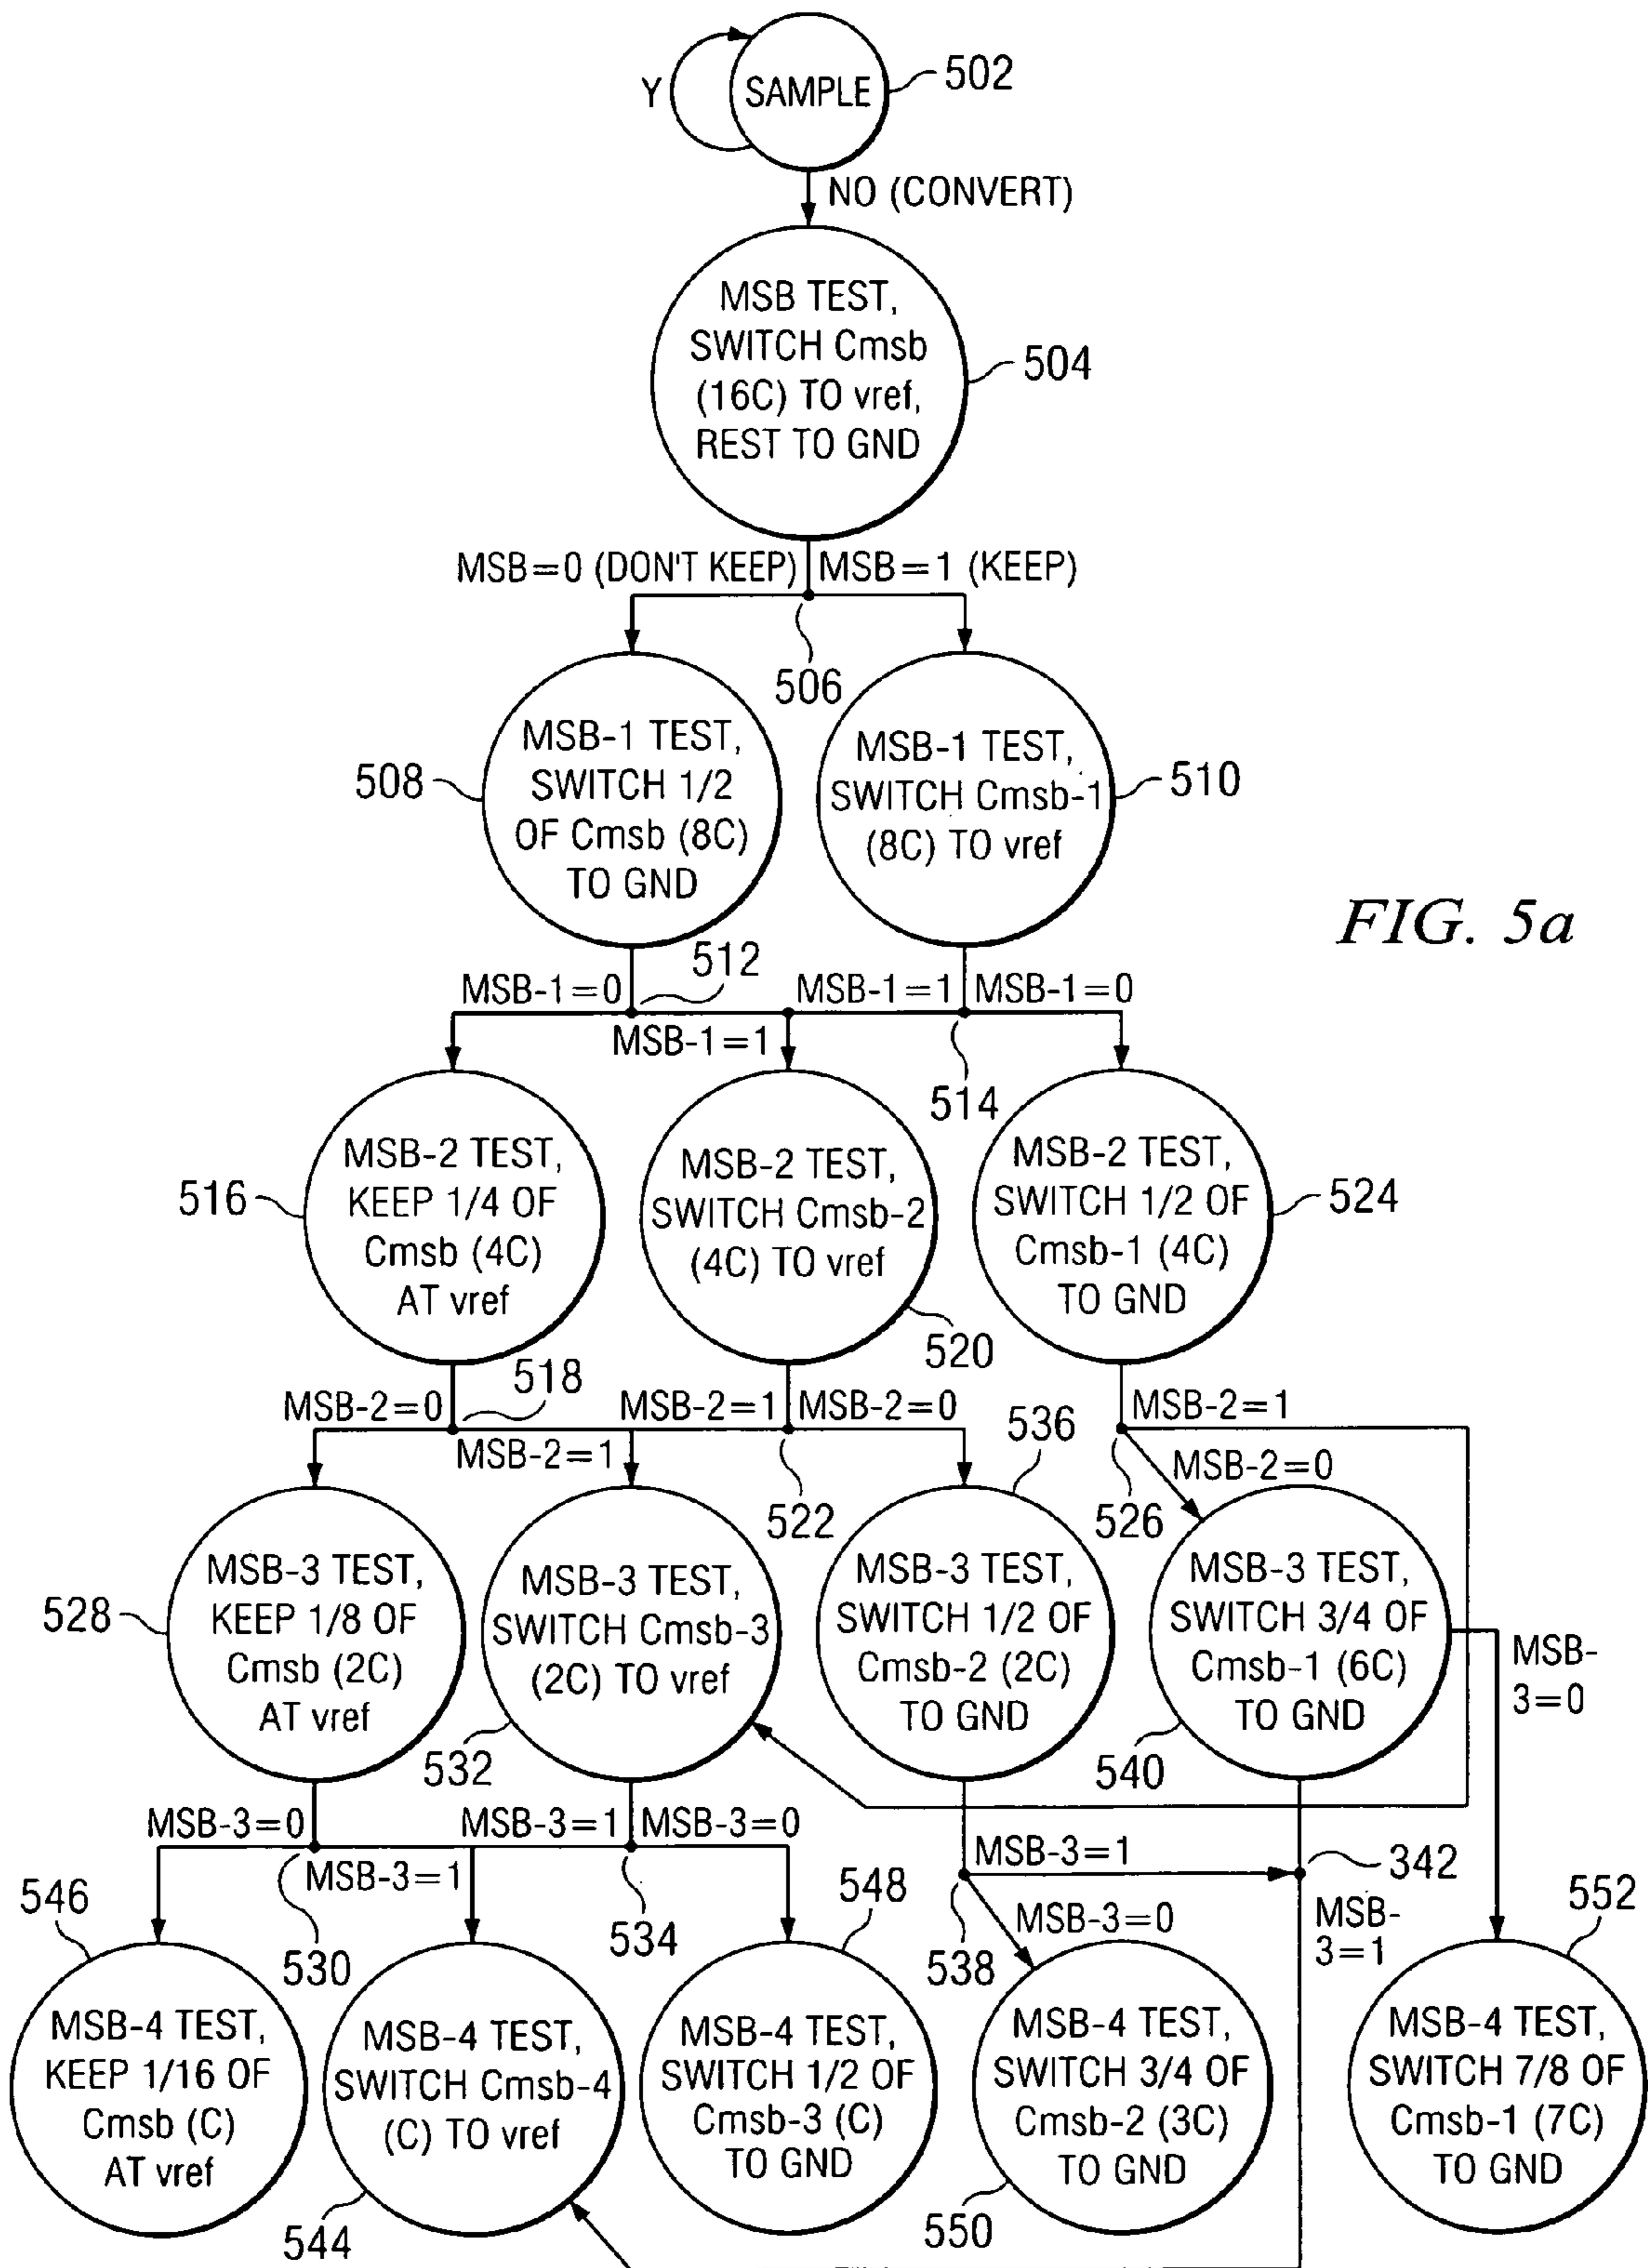 Y
SAMPLE
502
NO (CONVERT)
MSB TEST,
SWITCH Cmsb
(16C) TO vref,
REST TO GND
504
MSB=0 (DON'T KEEP)
MSB=1 (KEEP)
506
508
MSB-1 TEST,
SWITCH 1/2
OF Cmsb (8C)
TO GND
MSB-1 TEST,
SWITCH Cmsb-1
(8C) TO vref
510
FIG. 5a
MSB-1=0
512
MSB-1=1
MSB-1=1
MSB-1=0
514
516
MSB-2 TEST,
KEEP 1/4 OF
Cmsb (4C)
AT vref
MSB-2 TEST,
SWITCH Cmsb-2
(4C) TO vref
520
MSB-2 TEST,
SWITCH 1/2 OF
Cmsb-1 (4C)
TO GND
524
MSB-2=0
518
MSB-2=1
MSB-2=1
MSB-2=0
522
536
MSB-2=1
526
MSB-2=0
528
MSB-3 TEST,
KEEP 1/8 OF
Cmsb (2C)
AT vref
MSB-3 TEST,
SWITCH Cmsb-3
(2C) TO vref
532
MSB-3 TEST,
SWITCH 1/2 OF
Cmsb-2 (2C)
TO GND
MSB-3 TEST,
SWITCH 3/4 OF
Cmsb-1 (6C)
TO GND
540
MSB-
3=0
MSB-3=0
530
MSB-3=1
MSB-3=1
MSB-3=0
534
MSB-3=1
538
MSB-3=0
342
MSB-
3=1
546
MSB-4 TEST,
KEEP 1/16 OF
Cmsb (C)
AT vref
MSB-4 TEST,
SWITCH Cmsb-4
(C) TO vref
544
548
MSB-4 TEST,
SWITCH 1/2 OF
Cmsb-3 (C)
TO GND
MSB-4 TEST,
SWITCH 3/4 OF
Cmsb-2 (3C)
TO GND
550
552
MSB-4 TEST,
SWITCH 7/8 OF
Cmsb-1 (7C)
TO GND